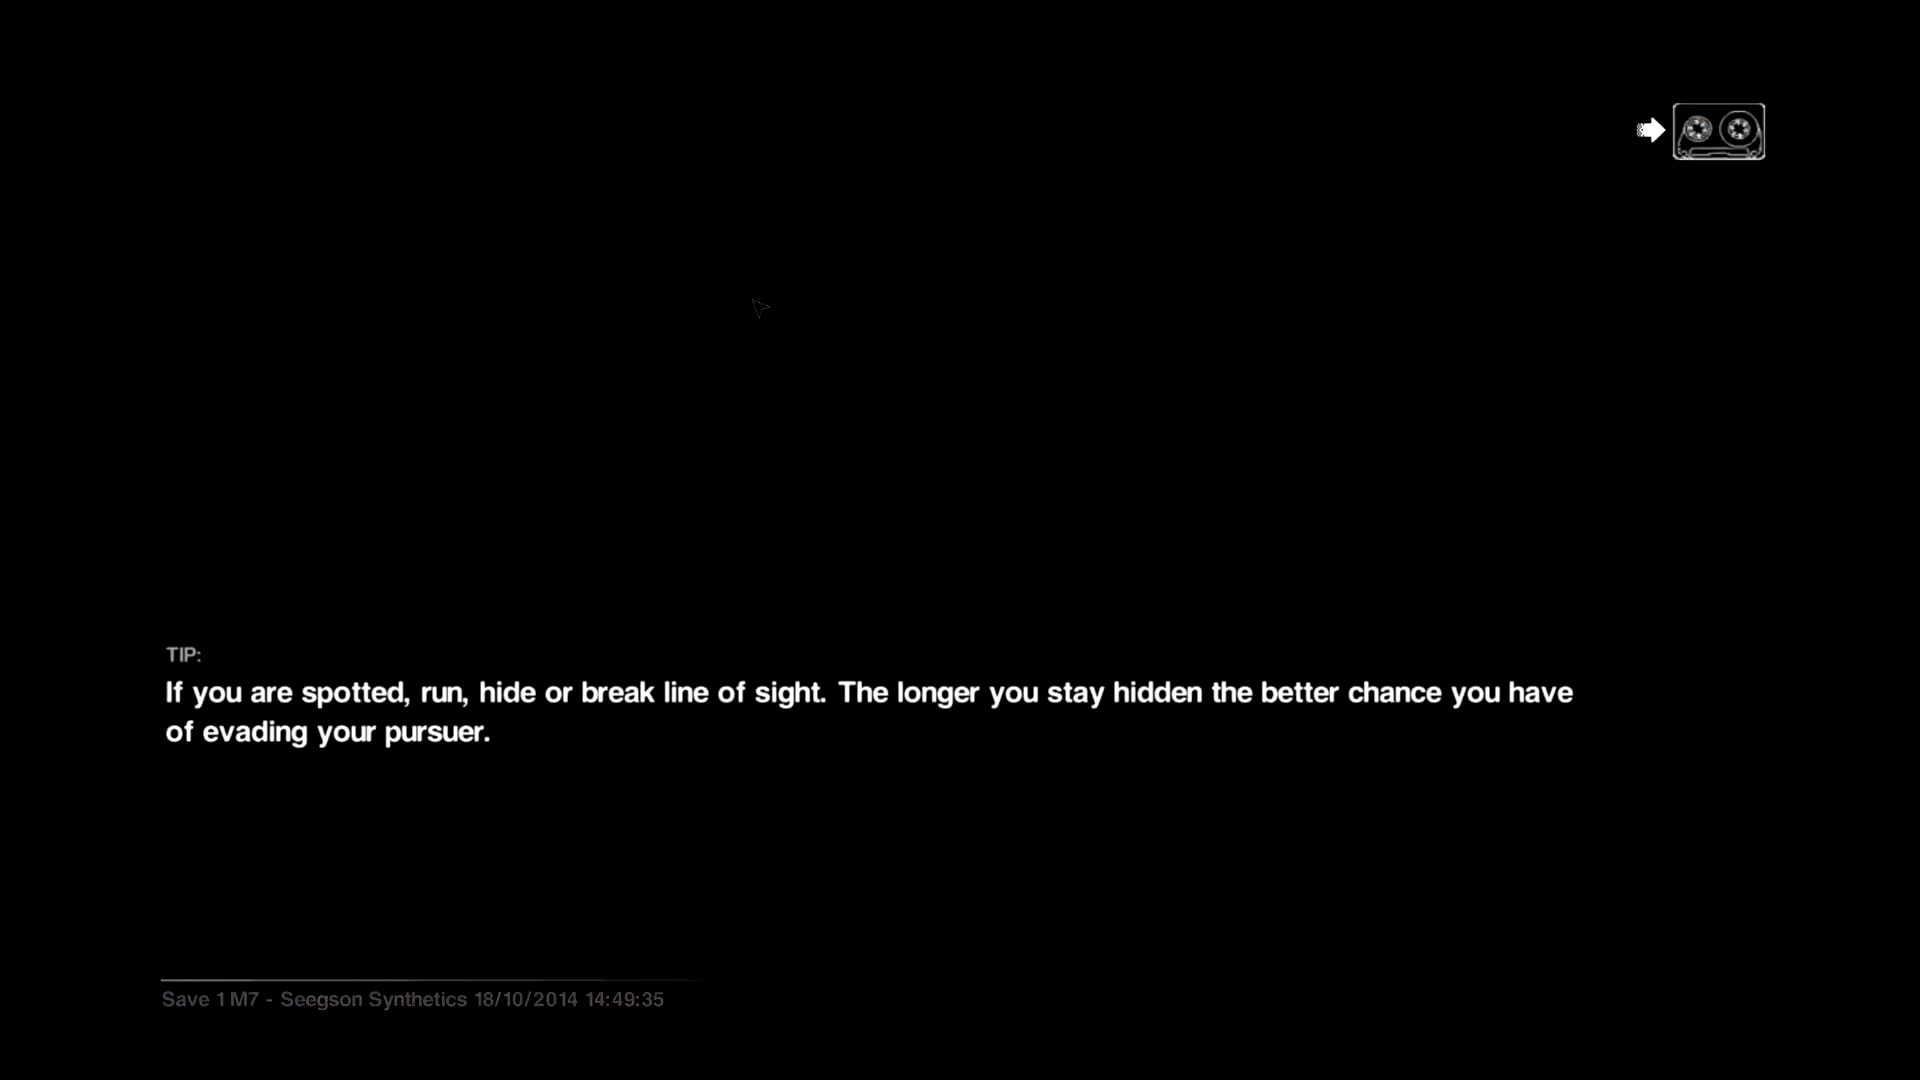 TIP:
If you are spotted, run, hide or break line of sight. The longer you stay hidden the better chance you have
of evading your pursuer.
Save 1 M7 - Seegson Synthetics 18/10/2014 14:49:35